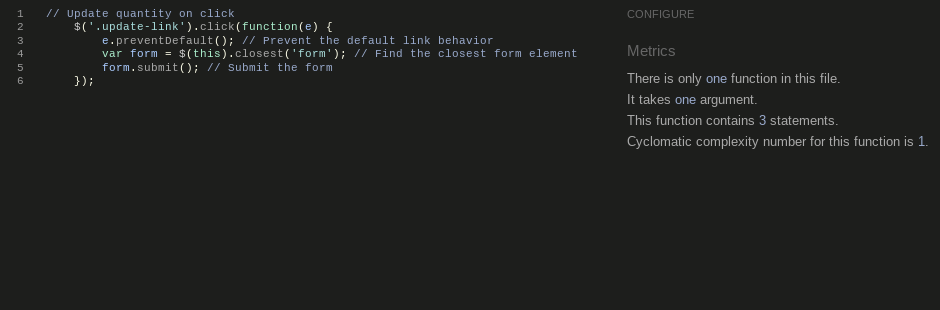 1 // Update quantity on click
2 $('.update-link').click(function(e) {
3 e.preventDefault(); // Prevent the default link behavior
4 var form = $(this).closest('form'); // Find the closest form element
5 form.submit(); // Submit the form
6 });
CONFIGURE
Metrics
There is only one function in this file.
It takes one argument.
This function contains 3 statements.
Cyclomatic complexity number for this function is 1.